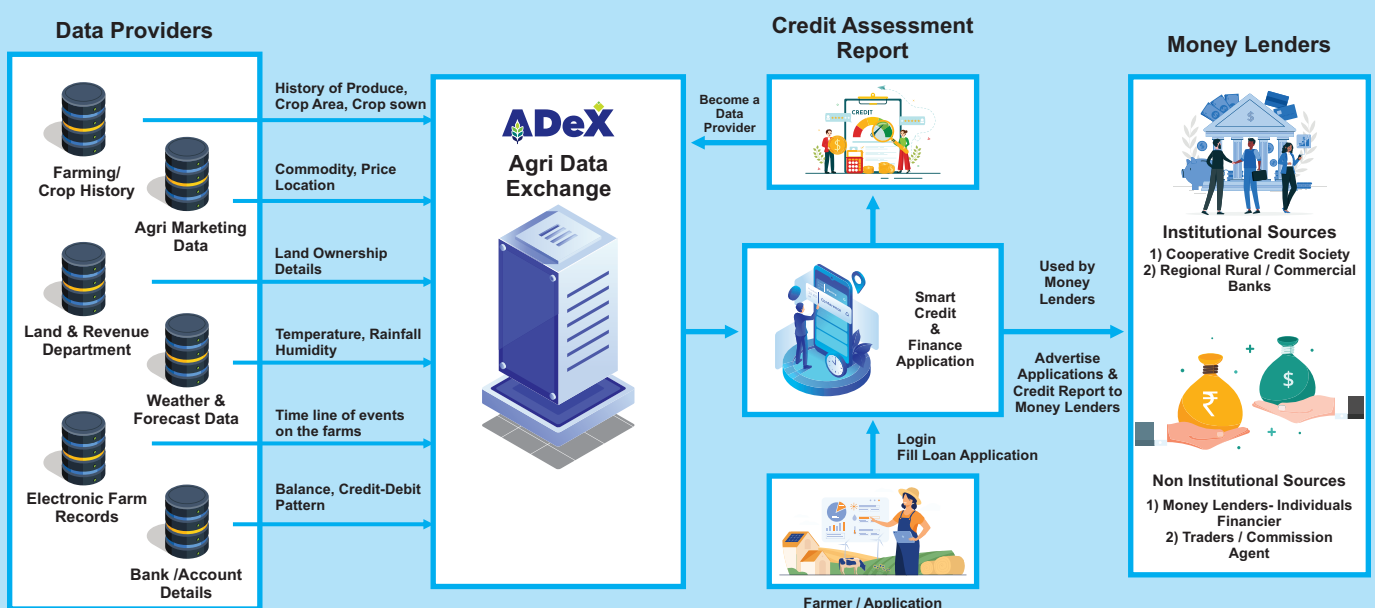 Data Providers
Farming/
Crop History
Agri Marketing
Data
Land & Revenue
Department
Weather &
Forecast Data
Electronic Farm
Records
Bank /Account
Details
History of Produce,
Crop Area, Crop sown
Commodity, Price
Location
Land Ownership
Details
Temperature, Rainfall
Humidity
Time line of events
on the farms
Balance, Credit-Debit
Pattern
ADeX
Agri Data
Exchange
Credit Assessment
Report
Become a
Data
Provider
CREDIT
$
Smart
Credit
&
Finance
Application
Login
Fill Loan Application
Farmer / Application
Used by
Money
Lenders
Advertise
Applications &
Credit Report to
Money Lenders
Money Lenders
$
Institutional Sources
1) Cooperative Credit Society
2) Regional Rural / Commercial
Banks
₹
$
Non Institutional Sources
1) Money Lenders- Individuals
Financier
2) Traders / Commission
Agent